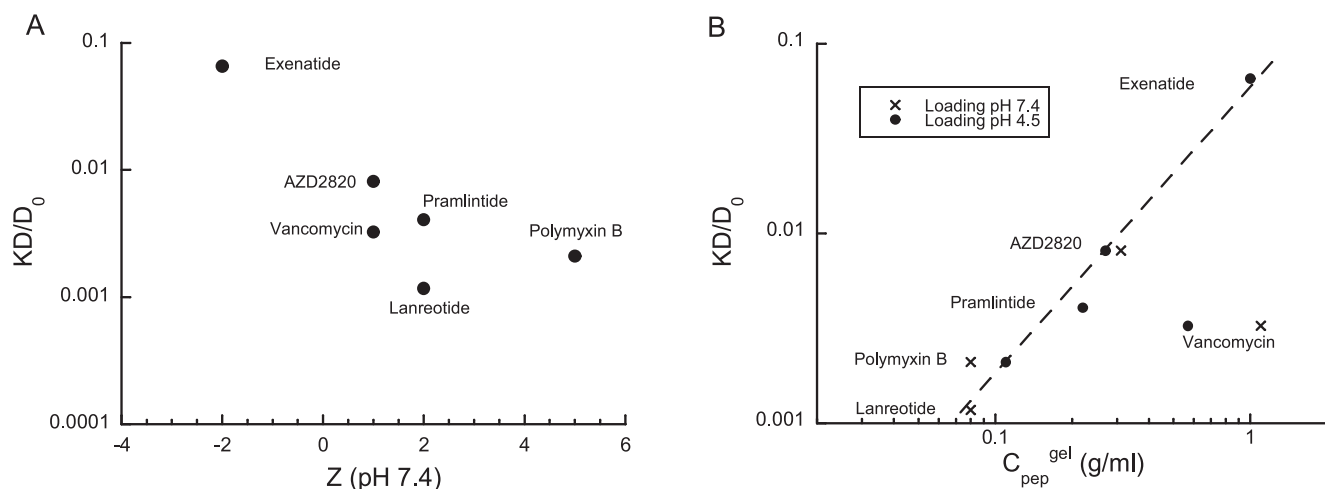 A
0.1
0.01
0.001
0.0001
KD/D0
Exenatide
AZD2820
Pramlintide
Vancomycin
Polymyxin B
Lanreotide
-4
-2
0
2
4
6
Z (pH 7.4)
B
0.1
0.01
0.001
KD/D0
Exenatide
Loading pH 7.4
Loading pH 4.5
AZD2820
Pramlintide
Vancomycin
Polymyxin B
Lanreotide
0.1
1
Cpep gel (g/ml)